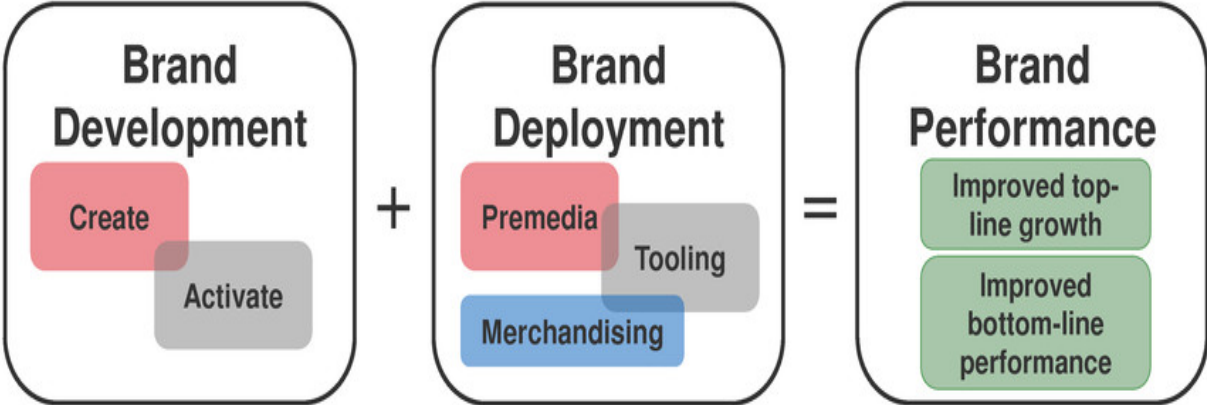 Brand
Development
Create
Activate
+
Brand
Deployment
Premedia
Tooling
Merchandising
=
Brand
Performance
Improved top-
line growth
Improved
bottom-line
performance